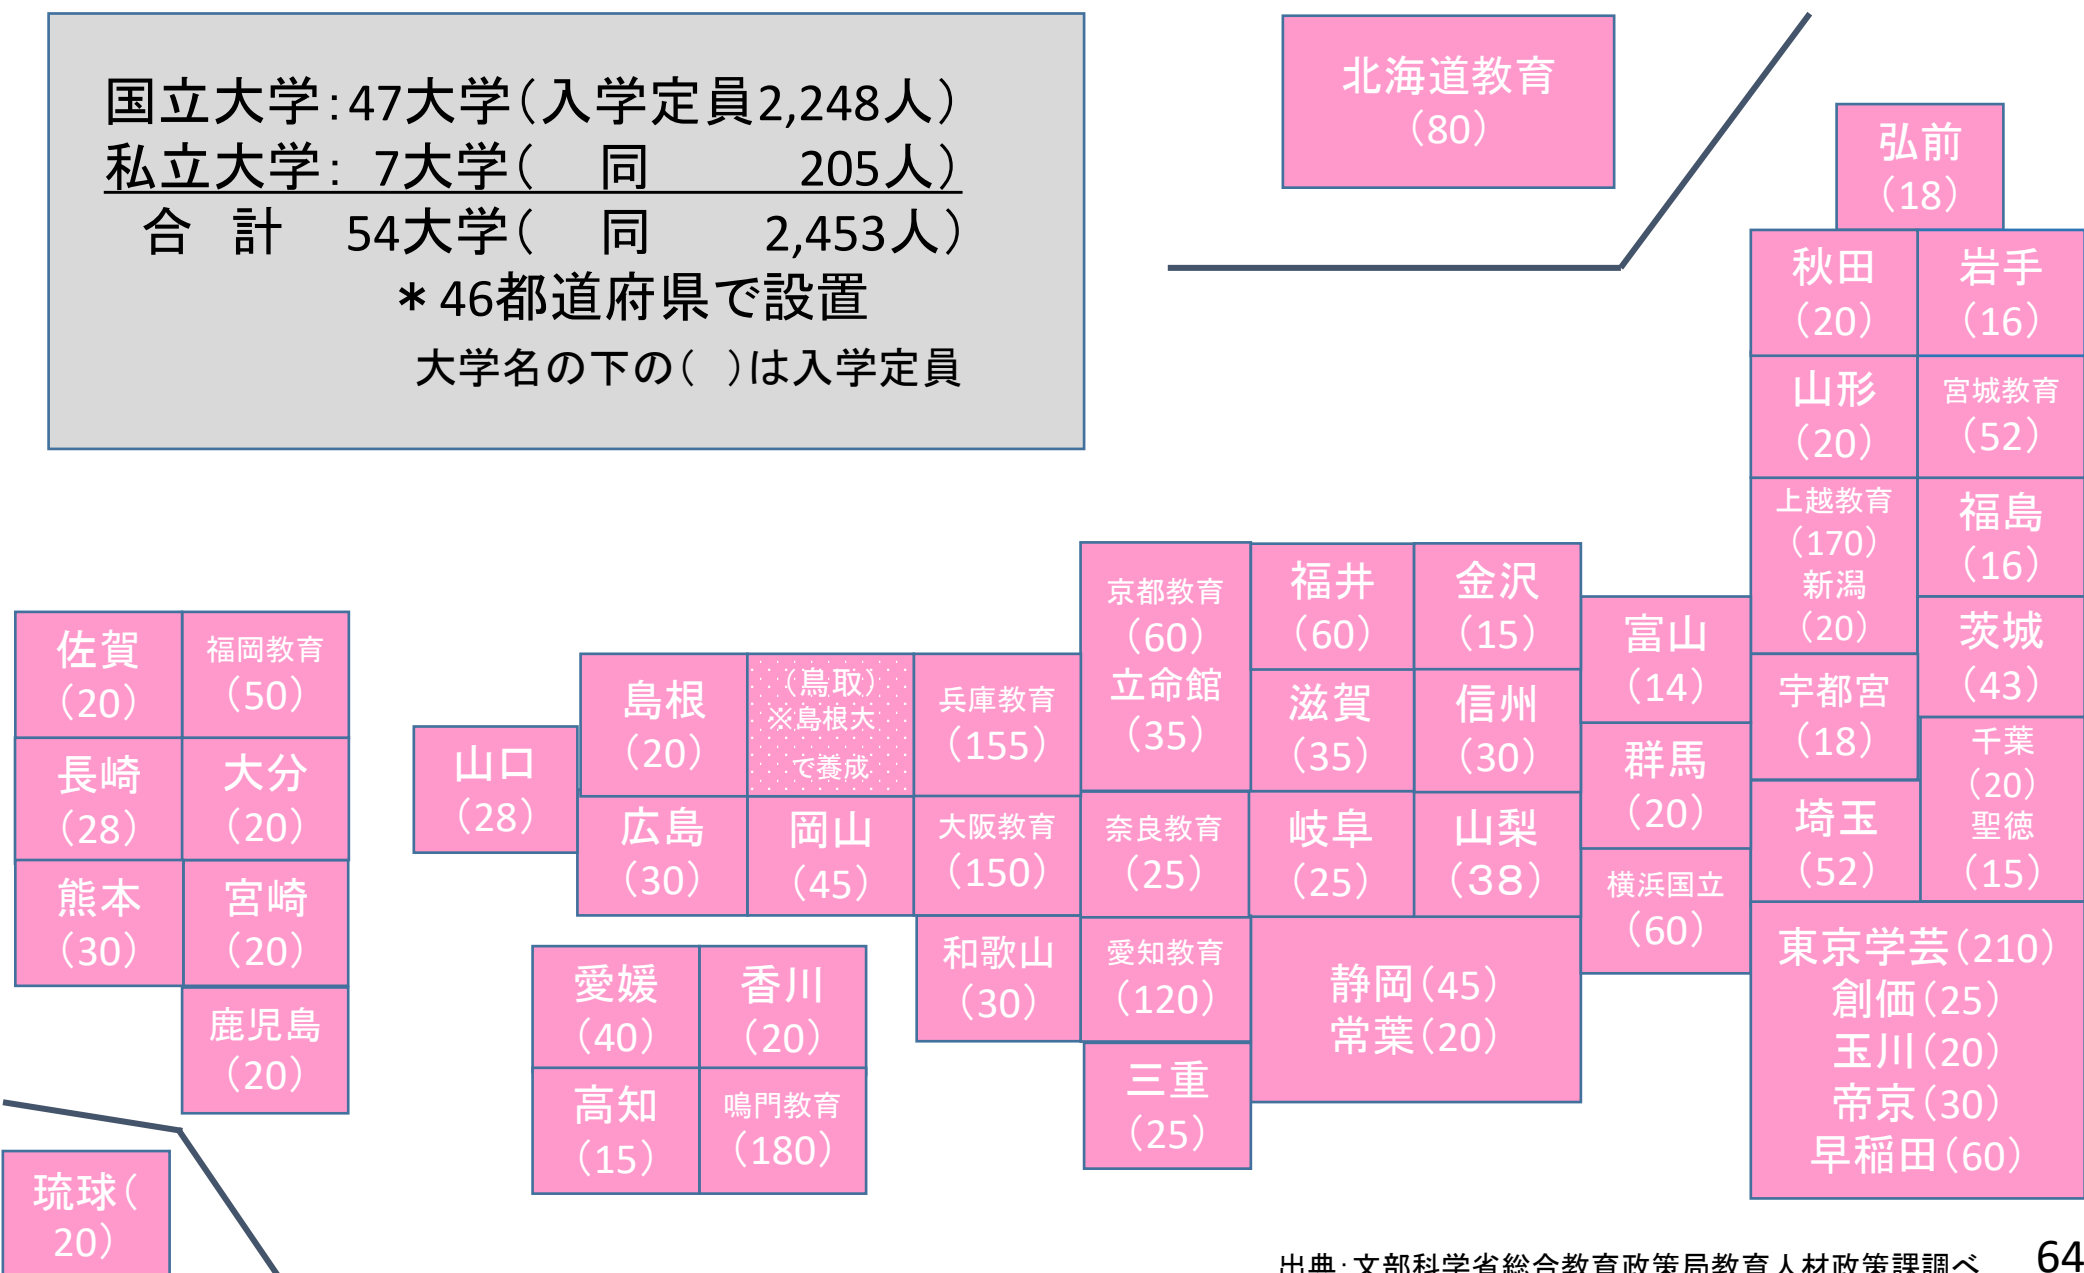 国立大学:47大学(入学定員2,248人)
私立大学: 7大学( 同 205人)
合 計 54大学( 同 2,453人)
*46都道府県で設置
大学名の下の( )は入学定員
北海道教育
(80)
弘前
(18)
秋田
(20)
岩手
(16)
山形
(20)
宮城教育
(52)
上越教育
(170)
新潟
(20)
福島
(16)
茨城
(43)
京都教育
(60)
立命館
(35)
福井
(60)
金沢
(15)
富山
(14)
宇都宮
(18)
滋賀
(35)
信州
(30)
群馬
(20)
千葉
(20)
聖徳
(15)
埼玉
(52)
佐賀
(20)
福岡教育
(50)
長崎
(28)
大分
(20)
熊本
(30)
宮崎
(20)
鹿児島
(20)
山口
(28)
島根
(20)
(鳥取)
※島根大
で養成
兵庫教育
(155)
広島
(30)
岡山
(45)
大阪教育
(150)
奈良教育
(25)
岐阜
(25)
山梨
(38)
横浜国立
(60)
和歌山
(30)
愛知教育
(120)
静岡(45)
常葉(20)
三重
(25)
東京学芸(210)
創価(25)
玉川(20)
帝京(30)
早稲田(60)
愛媛
(40)
香川
(20)
高知
(15)
鳴門教育
(180)
琉球(
20)
出典:文部科学省総合教育政策局教育人材政策課調べ
64